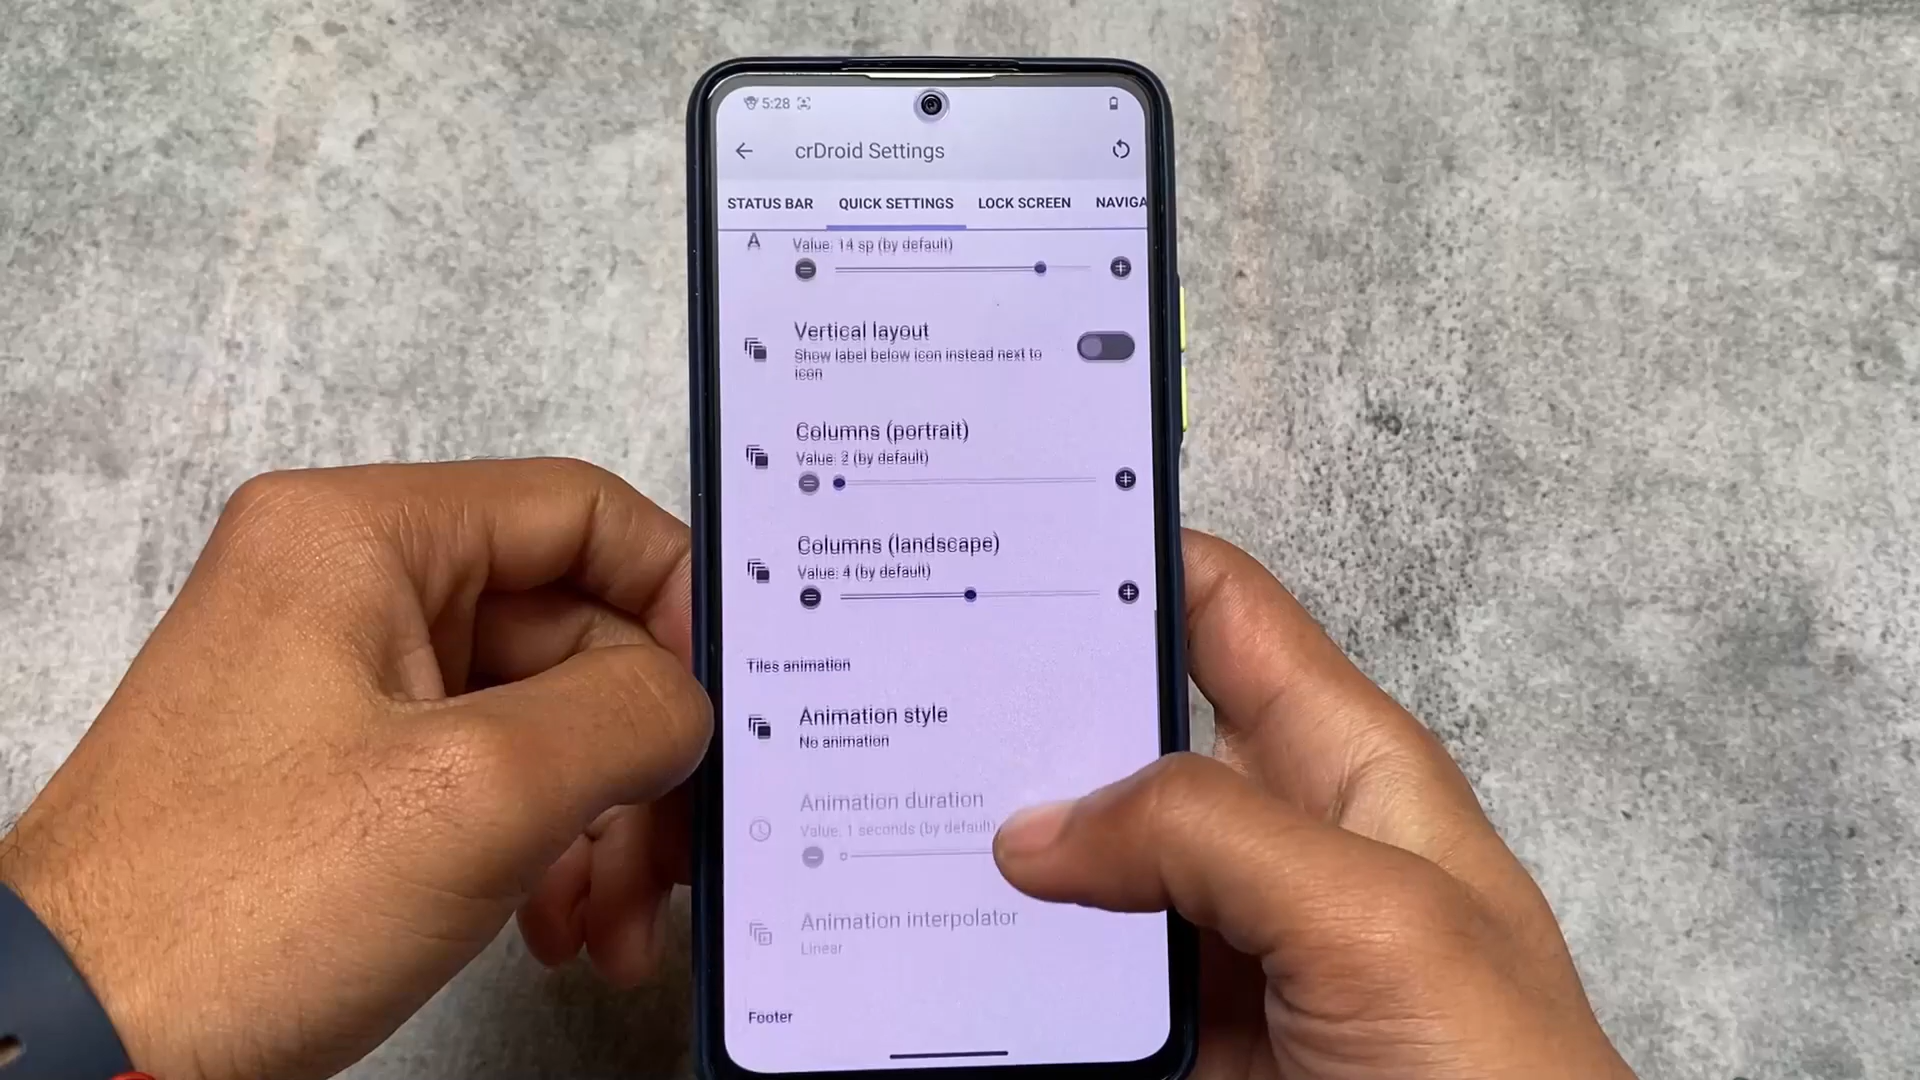 5:28
crDroid Settings
STATUS BAR QUICK SETTINGS LOCK SCREEN NAVIGA
Value: 14 sp (by default)
Vertical layout
Show label below icon instead next to
icon
Columns (portrait)
Value: 2 (by default)
Columns (landscape)
Value: 4 (by default)
Tiles animation
Animation style
No animation
Animation duration
Value: 1 seconds (by default)
Animation interpolator
Linear
Footer